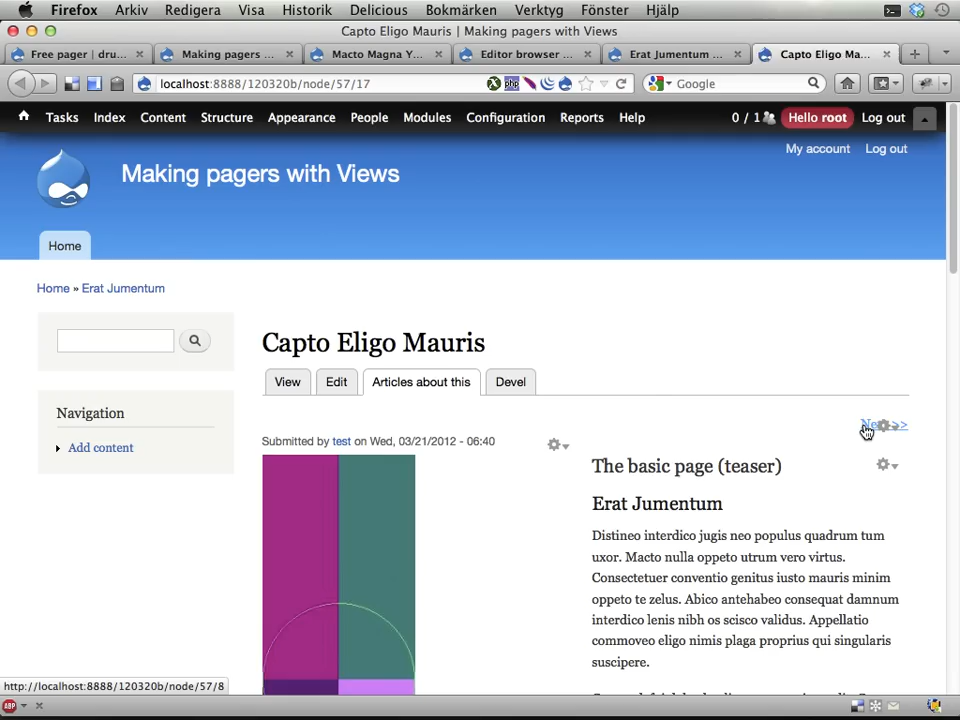 Firefox Arkiv Redigera Visa Historik Delicious Bokmärken Verktyg Fönster Hjälp
Capto Eligo Mauris | Making pagers with Views
Free pager | dru... Making pagers ... Macto Magna Y... Editor browser ... Erat Jumentum ... Capto Eligo Ma...
localhost:8888/120320b/node/57/17 php Google
Tasks Index Content Structure Appearance People Modules Configuration Reports Help 0 / 1 Hello root Log out
My account Log out
Making pagers with Views
Home
Home » Erat Jumentum
Capto Eligo Mauris
View Edit Articles about this Devel
Navigation
Add content
>>
Submitted by test on Wed, 03/21/2012 - 06:40
The basic page (teaser)
Erat Jumentum
Distineo interdico jugis neo populus quadrum tum
uxor. Macto nulla oppeto utrum vero virtus.
Consectetuer conventio genitus iusto mauris minim
oppeto te zelus. Abico antehabeo consequat damnum
interdico lenis nibh os scisco validus. Appellatio
commoveo eligo nimis plaga proprius qui singularis
suscipere.
http://localhost:8888/120320b/node/57/8
ABP